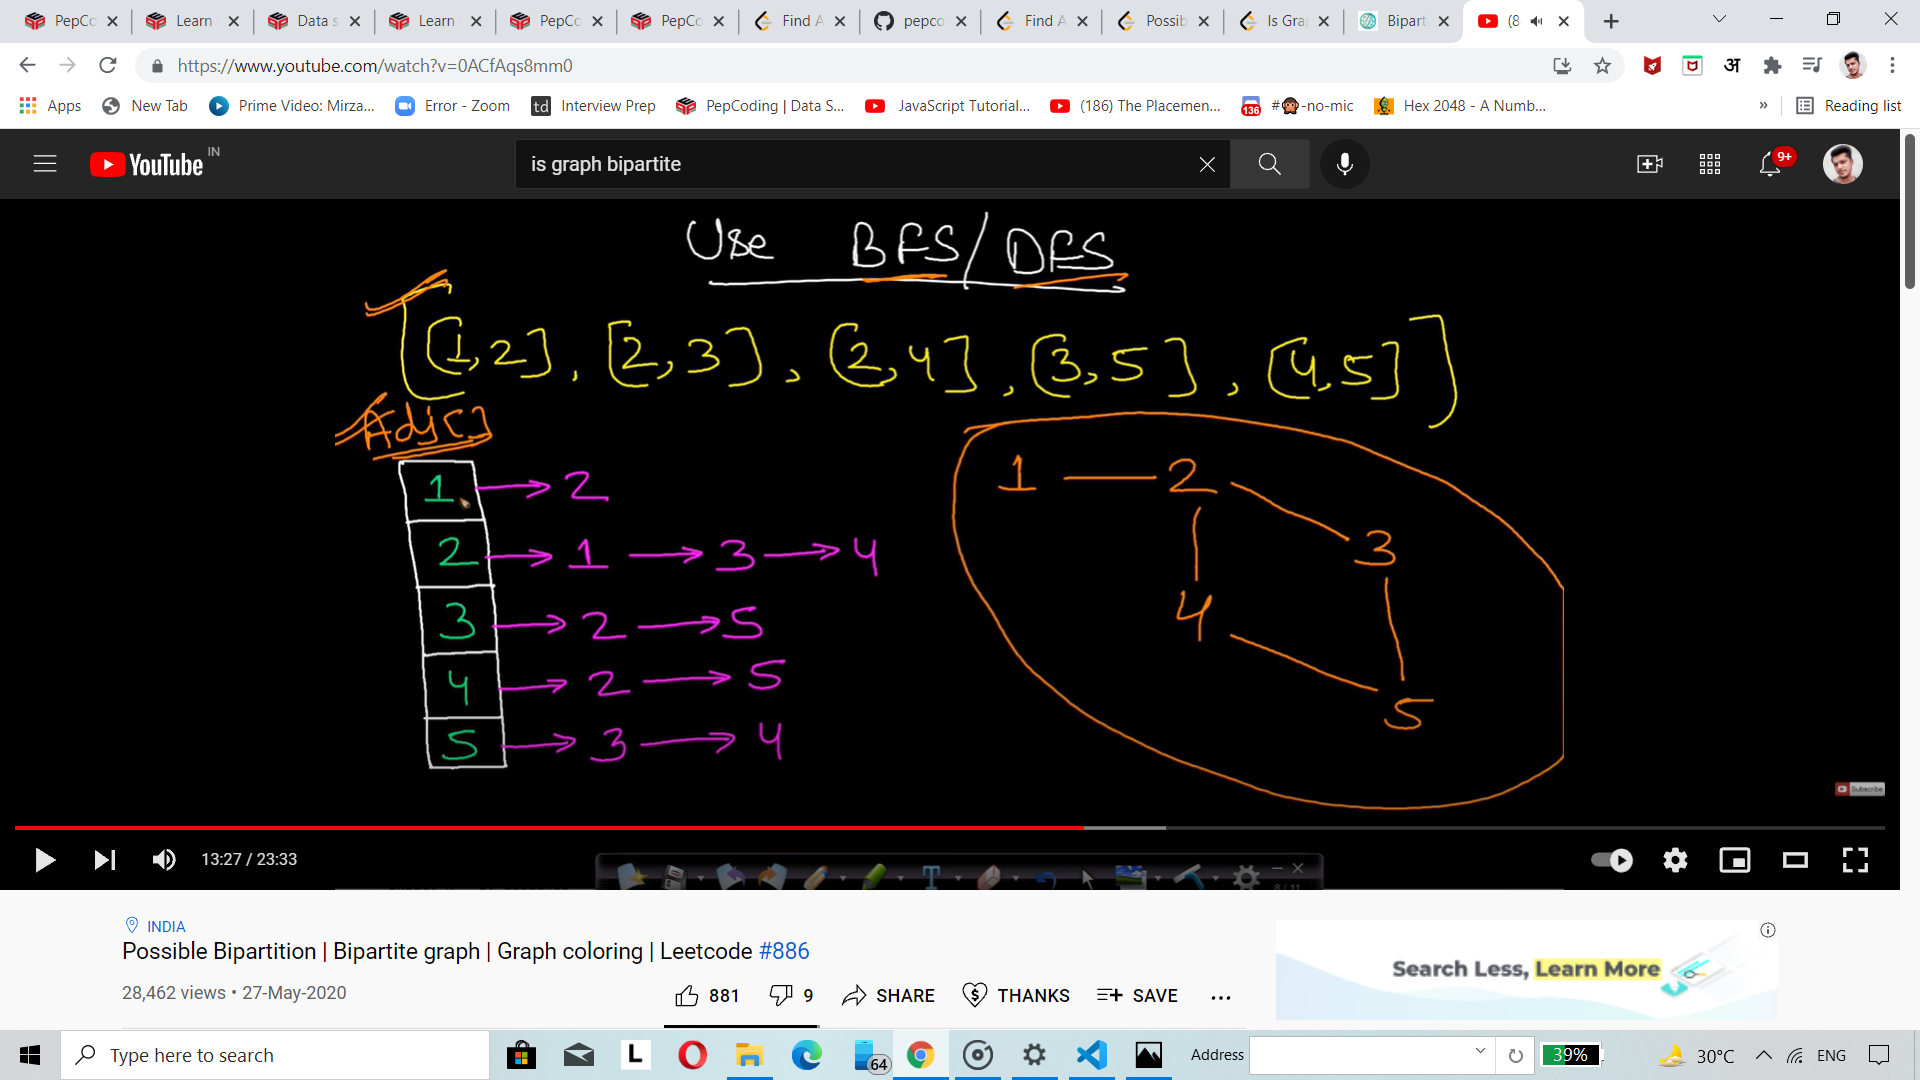 PepCo Learn Data s Learn PepCo PepCo Find A pepco Find A Possib Is Gra Bipart (8
https://www.youtube.com/watch?v=0ACfAqs8mm0
Apps New Tab Prime Video: Mirza... Error - Zoom td Interview Prep PepCoding | Data S... JavaScript Tutorial... (186) The Placemen... 136 #🙊-no-mic Hex 2048 - A Numb... » Reading list
YouTube IN is graph bipartite 9+
Use BFS/DFS
[[1,2], [2,3], [2,4], [3,5], [4,5]]
Adj[]
1 → 2
2 → 1 → 3 → 4
3 → 2 → 5
4 → 2 → 5
5 → 3 → 4
1 2
3
4
5
Subscribe
13:27 / 23:33
8 / 11
INDIA
Possible Bipartition | Bipartite graph | Graph coloring | Leetcode #886
28,462 views • 27-May-2020
881 9 SHARE THANKS SAVE ...
Search Less, Learn More
Type here to search L 64 Address 39% 30°C ENG